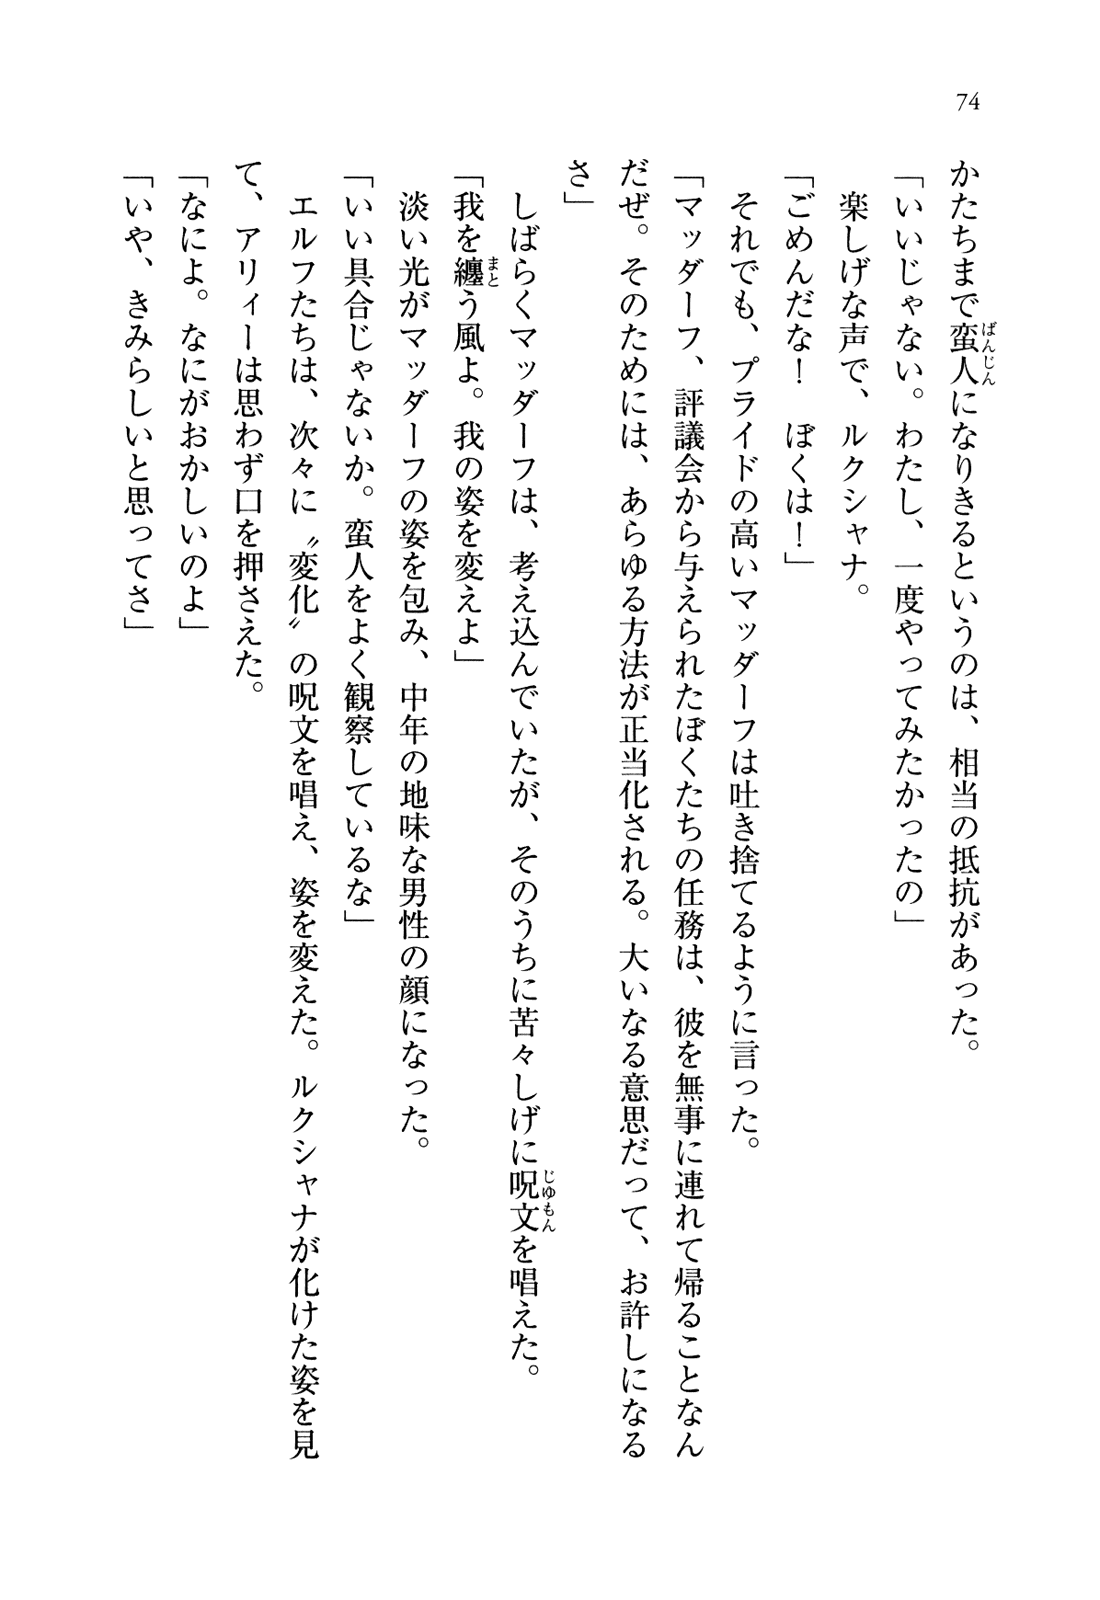 74
かたちまで蛮人になりきるというのは、相当の抵抗があった。
ばんじん
「いいじゃない。わたし、一度やってみたかったの」
楽しげな声で、ルクシャナ。
「ごめんだな！　ぼくは！」
それでも、プライドの高いマッダーフは吐き捨てるように言った。
「マッダーフ、評議会から与えられたぼくたちの任務は、彼を無事に連れて帰ることなん
だぜ。そのためには、あらゆる方法が正当化される。大いなる意思だって、お許しになる
さ」
しばらくマッダーフは、考え込んでいたが、そのうちに苦々しげに呪文を唱えた。
じゆもん
「我を纏う風よ。我の姿を変えよ」
まと
淡い光がマッダーフの姿を包み、中年の地味な男性の顔になった。
「いい具合じゃないか。蛮人をよく観察しているな」
エルフたちは、次々に〝変化〟の呪文を唱え、姿を変えた。ルクシャナが化けた姿を見
て、アリィーは思わず口を押さえた。
「なによ。なにがおかしいのよ」
「いや、きみらしいと思ってさ」